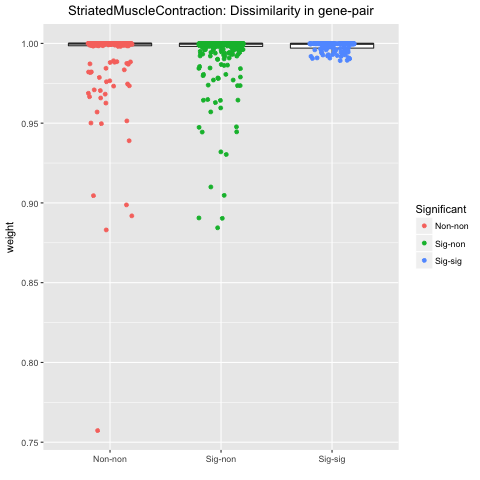 StriatedMuscleContraction: Dissimilarity in gene-pair
1.00
0.95
0.90
0.85
0.80
0.75
weight
Non-non
Sig-non
Sig-sig
Significant
Non-non
Sig-non
Sig-sig